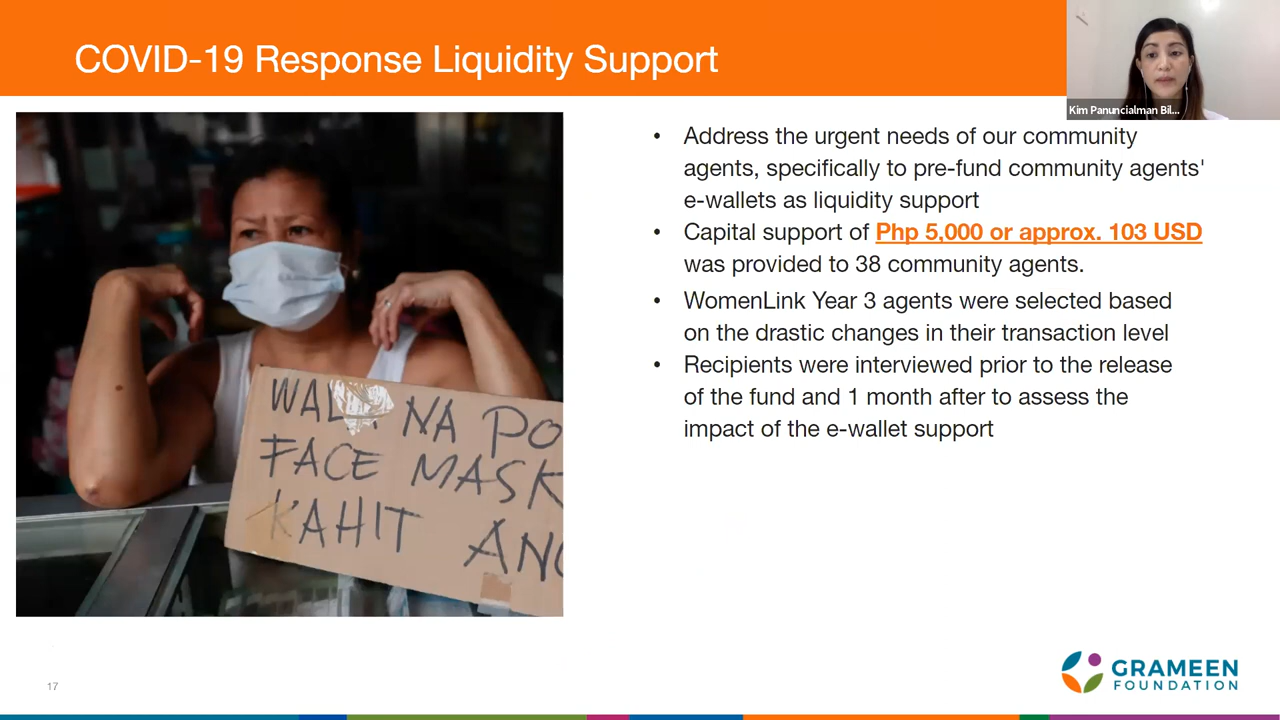 COVID-19 Response Liquidity Support
Kim Panuncialman Bil...
• Address the urgent needs of our community
agents, specifically to pre-fund community agents'
e-wallets as liquidity support
• Capital support of Php 5,000 or approx. 103 USD
was provided to 38 community agents.
• WomenLink Year 3 agents were selected based
on the drastic changes in their transaction level
• Recipients were interviewed prior to the release
of the fund and 1 month after to assess the
impact of the e-wallet support
NA PO
FACE MASK
KAHIT
17
GRAMEEN
FOUNDATION